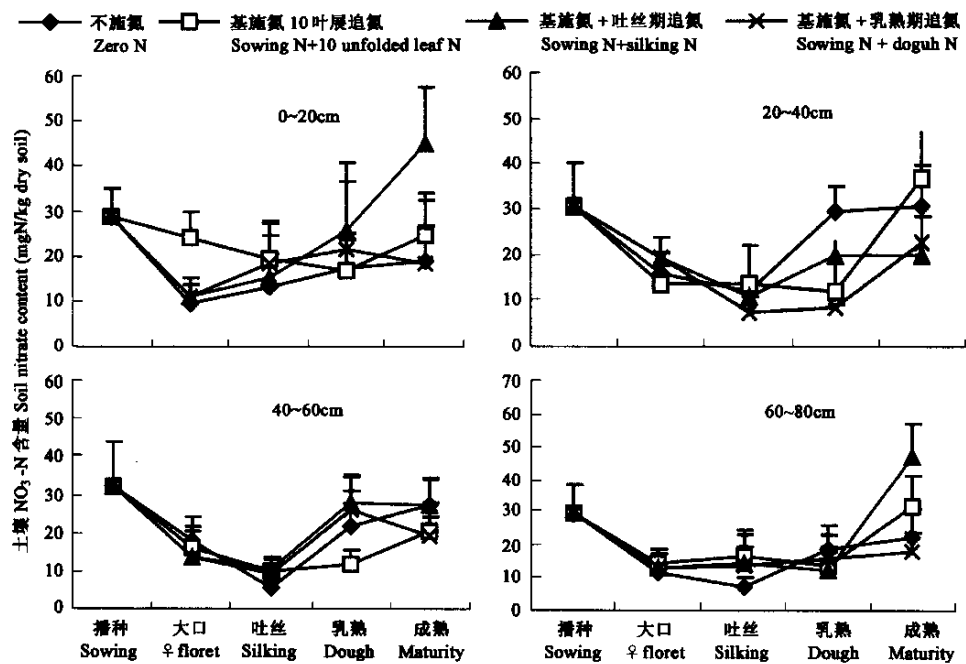 不施氮
Zero N
基施氮10叶展追氮
Sowing N+10 unfolded leaf N
基施氮+吐丝期追氮
Sowing N+silking N
基施氮+乳熟期追氮
Sowing N + doguh N
土壤 NO3-N 含量 Soil nitrate content (mgN/kg dry soil)
0~20cm
60
50
40
30
20
10
0
20~40cm
60
50
40
30
20
10
0
40~60cm
60
50
40
30
20
10
0
60~80cm
70
60
50
40
30
20
10
0
播种 大口 吐丝 乳熟 成熟
Sowing ♀floret Silking Dough Maturity
播种 大口 吐丝 乳熟 成熟
Sowing ♀ floret Silking Dough Maturity